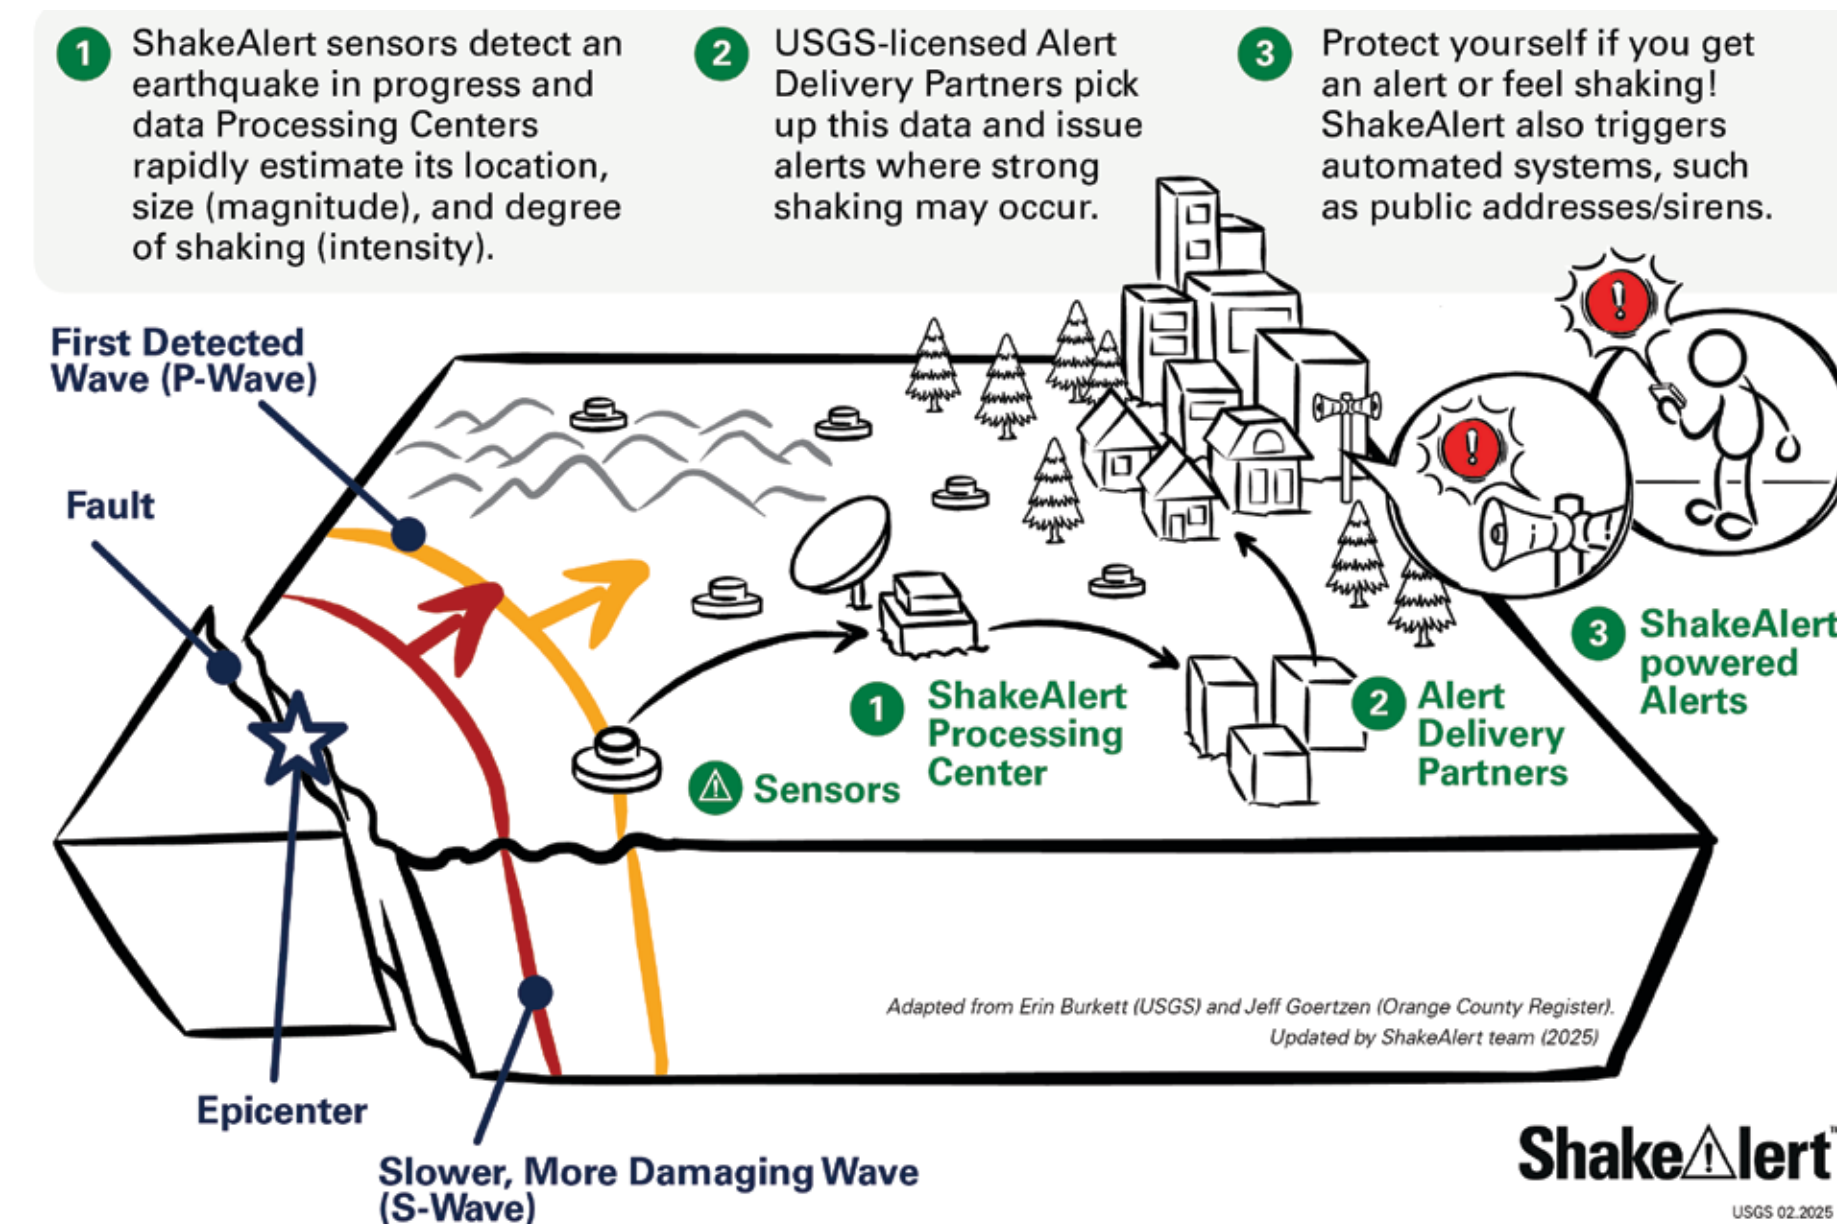 1 ShakeAlert sensors detect an
earthquake in progress and
data Processing Centers
rapidly estimate its location,
size (magnitude), and degree
of shaking (intensity).
2 USGS-licensed Alert
Delivery Partners pick
up this data and issue
alerts where strong
shaking may occur.
3 Protect yourself if you get
an alert or feel shaking!
ShakeAlert also triggers
automated systems, such
as public addresses/sirens.
First Detected
Wave (P-Wave)
Fault
Epicenter
Slower, More Damaging Wave
(S-Wave)
Sensors
1 ShakeAlert
Processing
Center
2 Alert
Delivery
Partners
3 ShakeAlert
powered
Alerts
Adapted from Erin Burkett (USGS) and Jeff Goertzen (Orange County Register).
Updated by ShakeAlert team (2025)
ShakeAlert™
USGS 02.2025